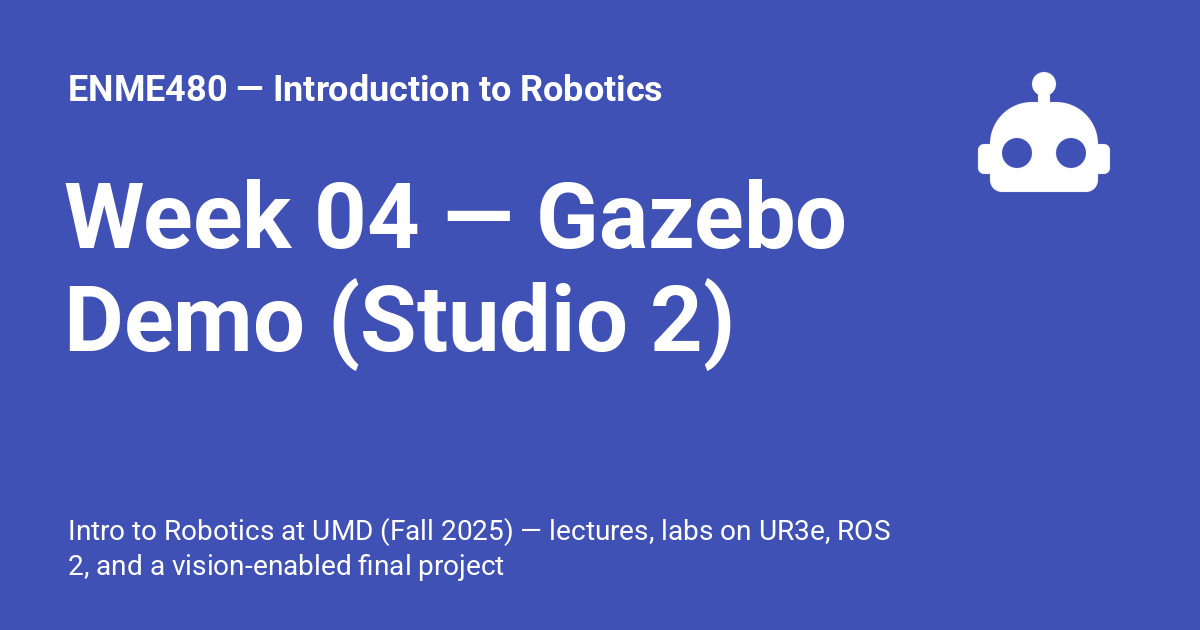 ENME480 — Introduction to Robotics
Week 04 — Gazebo
Demo (Studio 2)
Intro to Robotics at UMD (Fall 2025) — lectures, labs on UR3e, ROS
2, and a vision-enabled final project